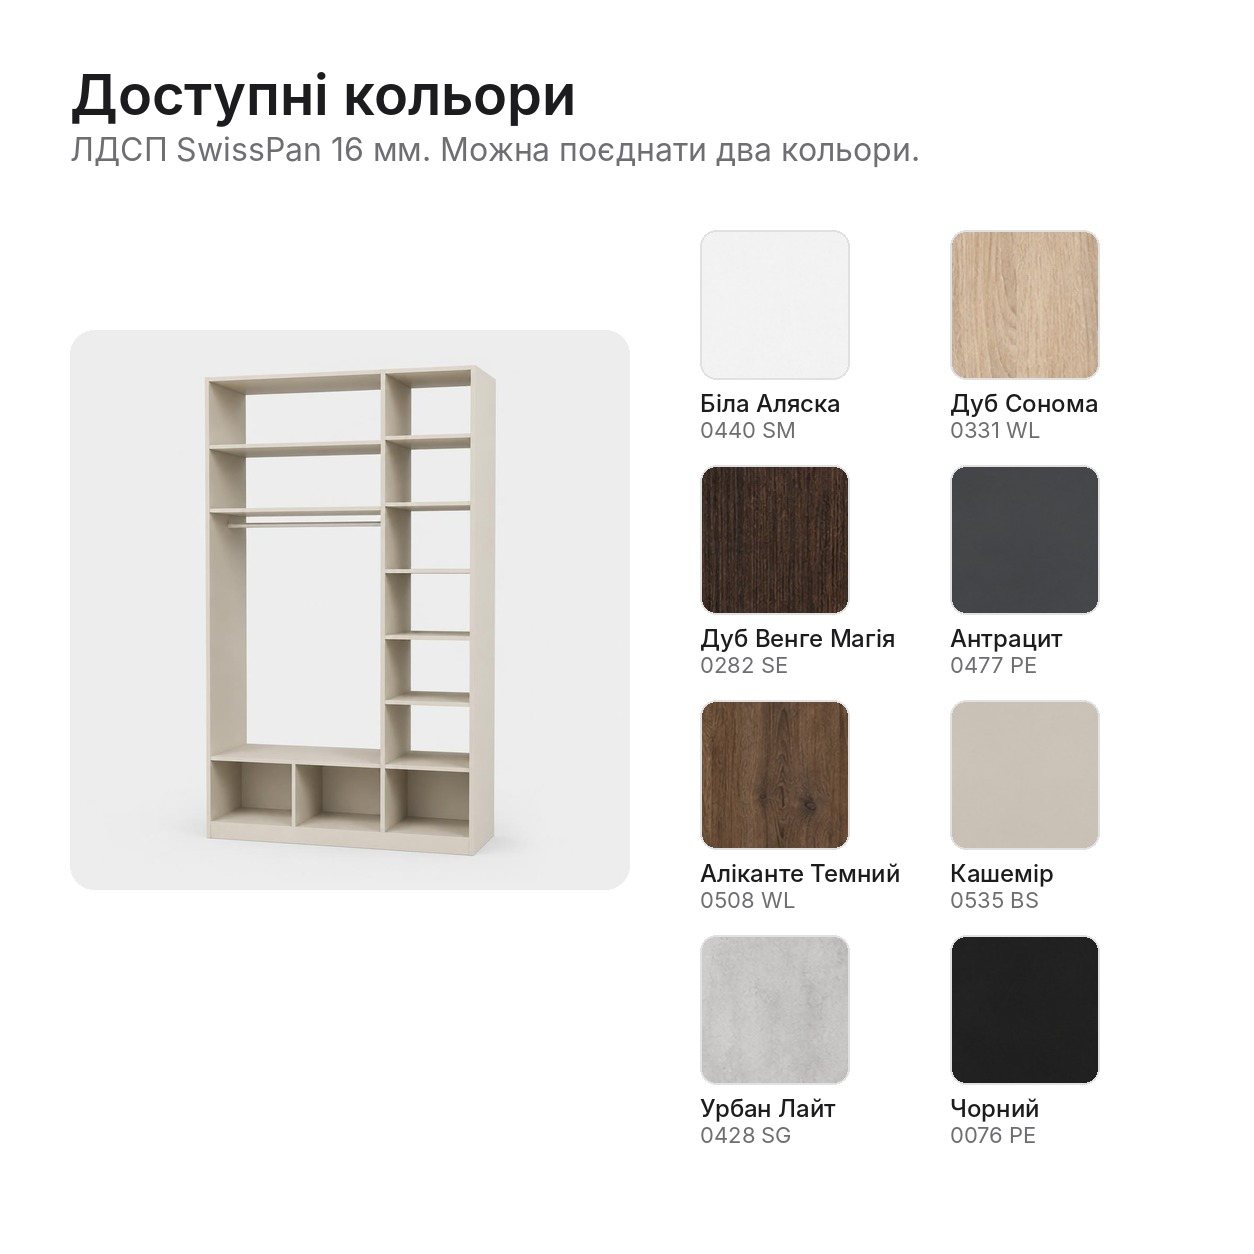 Доступні кольори
ЛДСП SwissPan 16 мм. Можна поєднати два кольори.
Біла Аляска
0440 SM
Дуб Сонома
0331 WL
Дуб Венге Магія
0282 SE
Антрацит
0477 PE
Аліканте Темний
0508 WL
Кашемір
0535 BS
Урбан Лайт
0428 SG
Чорний
0076 PE